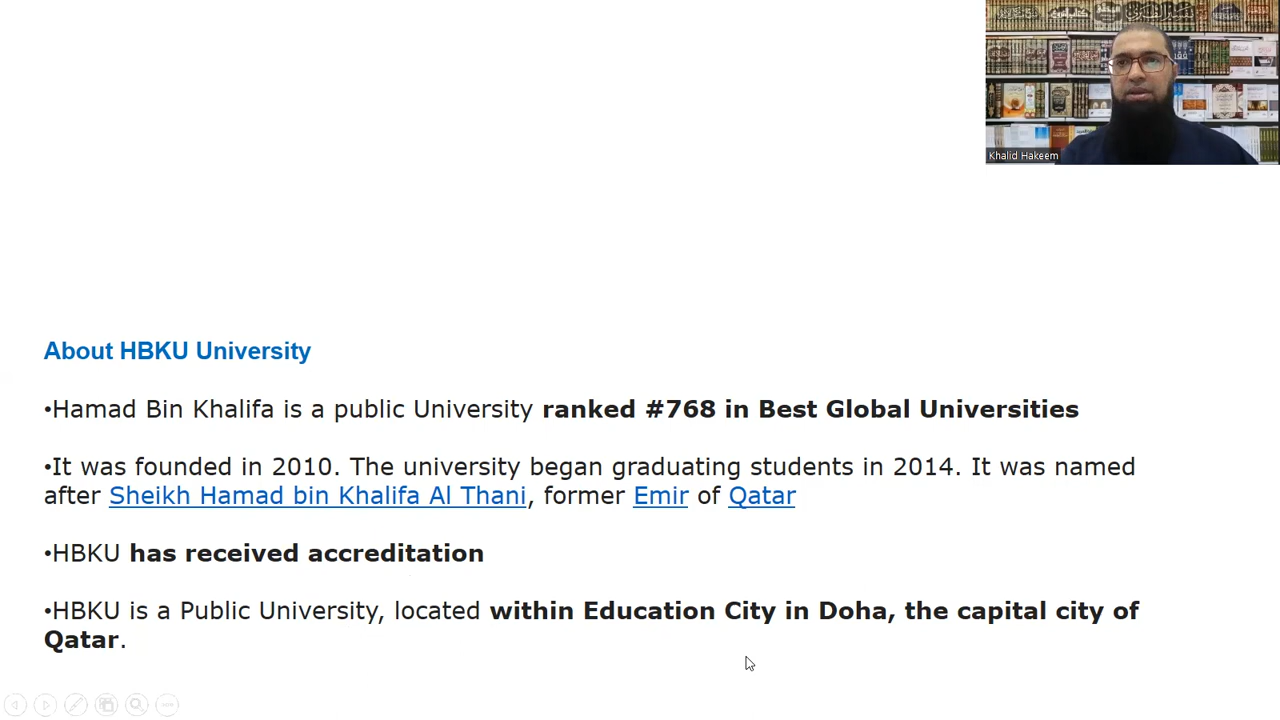 Khalid Hakeem
About HBKU University
•Hamad Bin Khalifa is a public University ranked #768 in Best Global Universities
•It was founded in 2010. The university began graduating students in 2014. It was named
after Sheikh Hamad bin Khalifa Al Thani, former Emir of Qatar
•HBKU has received accreditation
•HBKU is a Public University, located within Education City in Doha, the capital city of
Qatar.